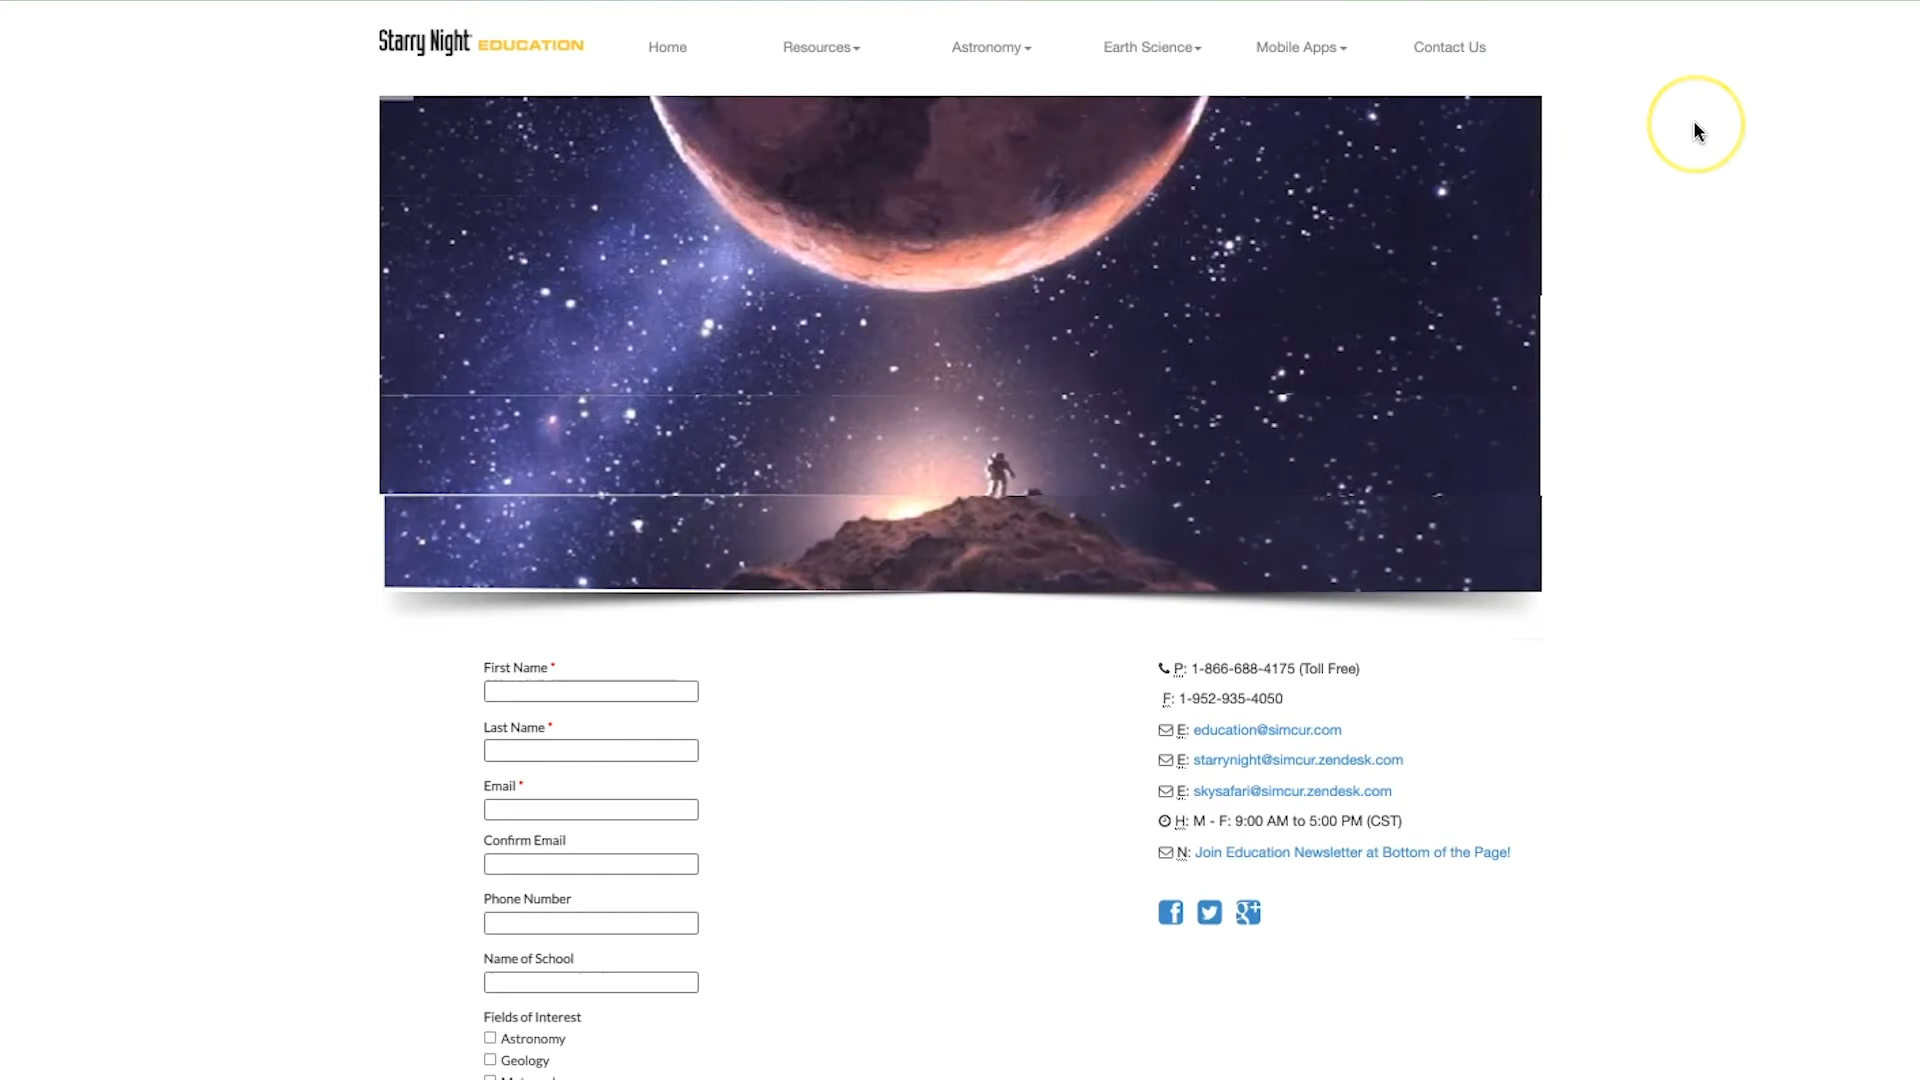 Starry Night EDUCATION
Home
Resources
Astronomy
Earth Science
Mobile Apps
Contact Us
First Name *
Last Name *
Email *
Confirm Email
Phone Number
Name of School
Fields of Interest
Astronomy
Geology
P: 1-866-688-4175 (Toll Free)
F: 1-952-935-4050
E: education@simcur.com
E: starrynight@simcur.zendesk.com
E: skysafari@simcur.zendesk.com
H: M - F: 9:00 AM to 5:00 PM (CST)
N: Join Education Newsletter at Bottom of the Page!